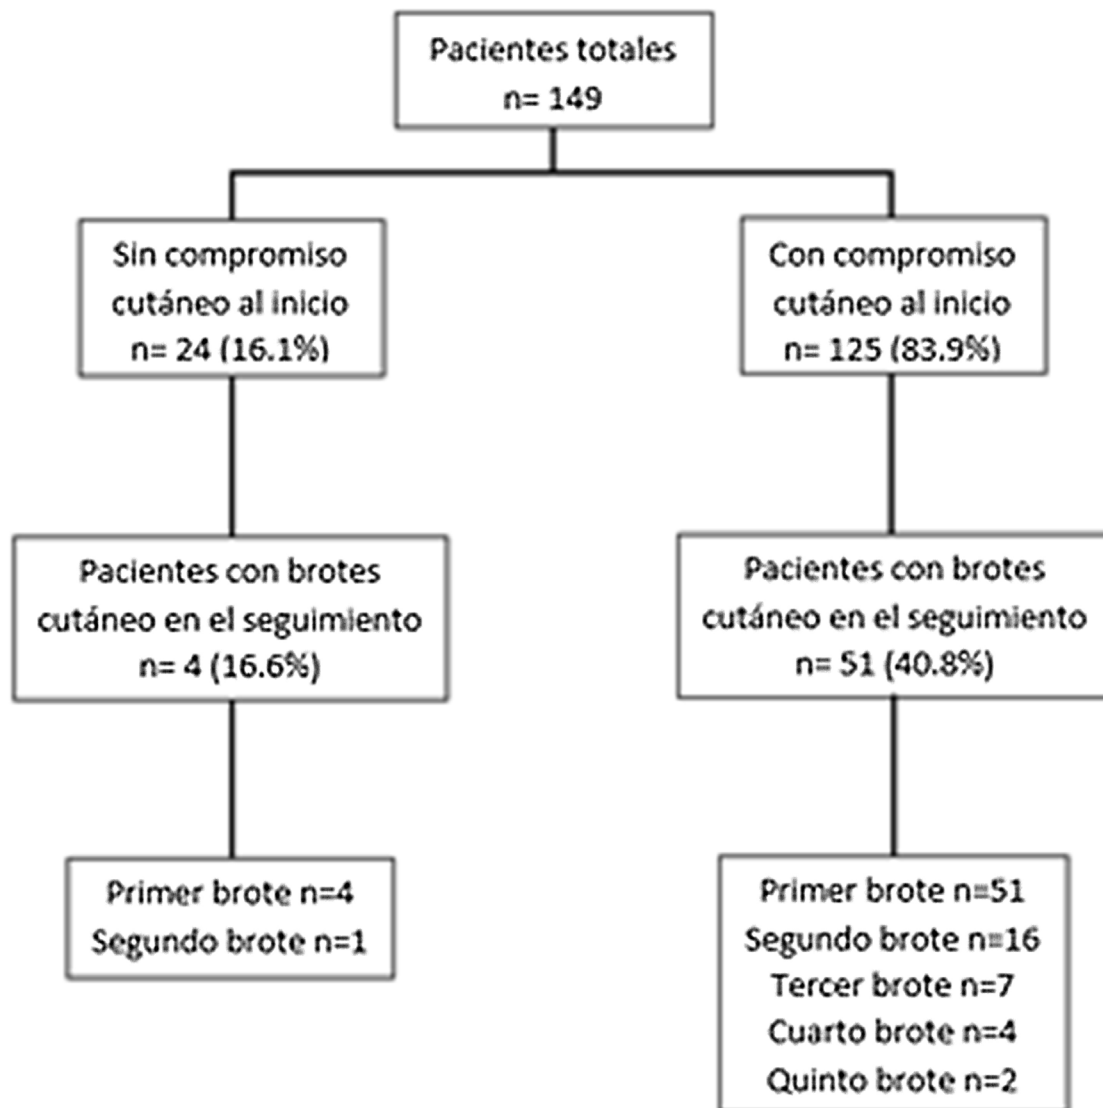 Pacientes totales
n= 149
Sin compromiso
cutáneo al inicio
n= 24 (16.1%)
Con compromiso
cutáneo al inicio
n= 125 (83.9%)
Pacientes con brotes
cutáneo en el seguimiento
n= 4 (16.6%)
Pacientes con brotes
cutáneo en el seguimiento
n= 51 (40.8%)
Primer brote n=4
Segundo brote n=1
Primer brote n=51
Segundo brote n=16
Tercer brote n=7
Cuarto brote n=4
Quinto brote n=2